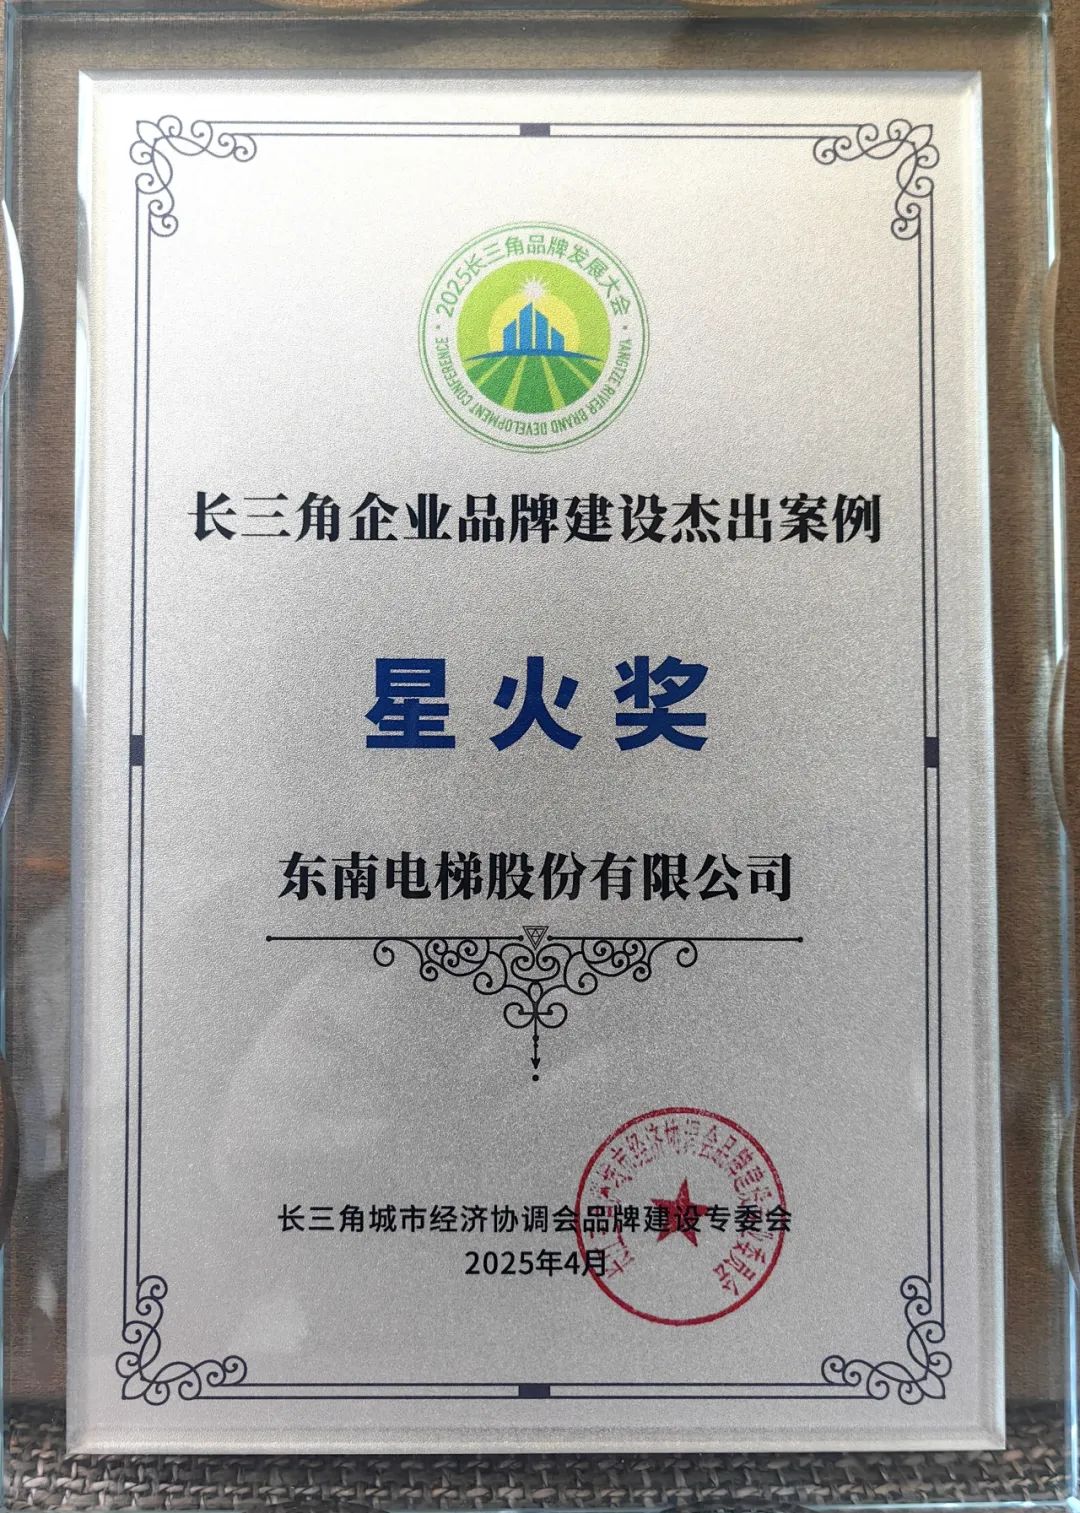 2025长三角品牌发展大会
YANGTZE RIVER BRAND DEVELOPMENT CONFERENCE
长三角企业品牌建设杰出案例
星火奖
东南电梯股份有限公司
长三角城市经济协调会品牌建设专委会
2025年4月